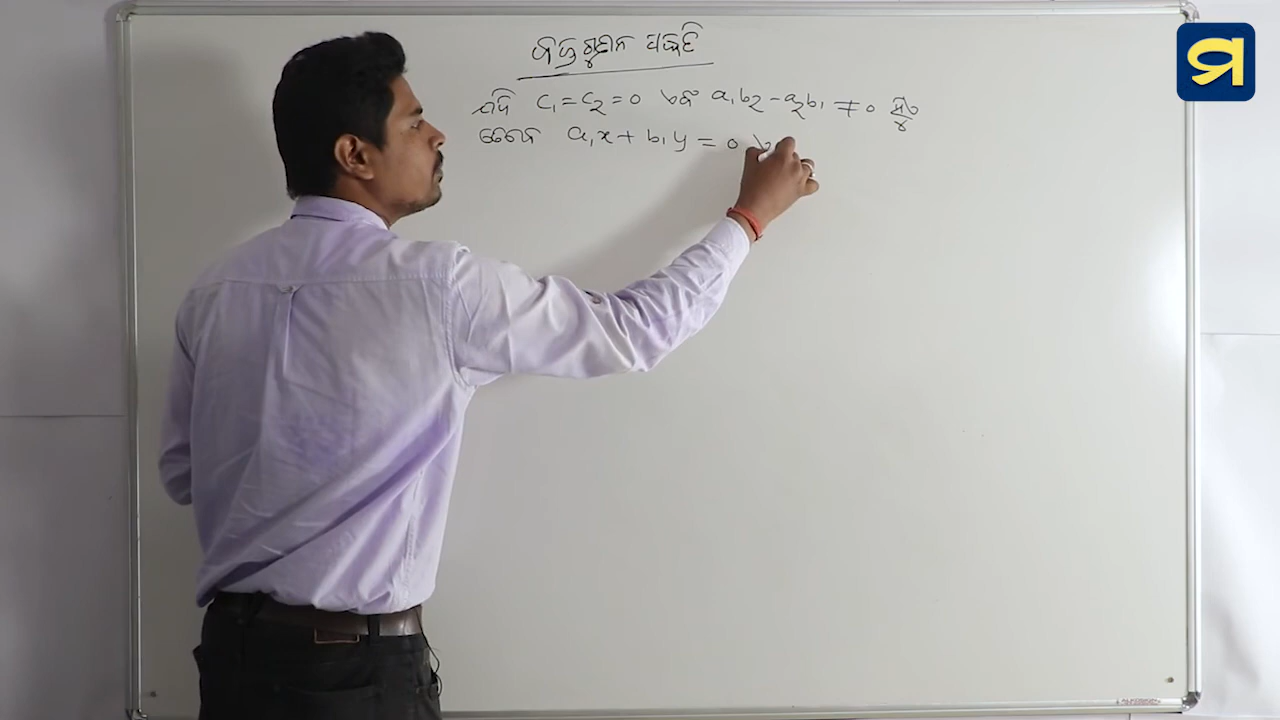 ବଜ୍ରଗୁଣନ ପଦ୍ଧତି
ଯଦି c₁ = c₂ = 0 ଏବଂ a₁b₂ - a₂b₁ ≠ 0
a₁x + b₁y = 0
ସ